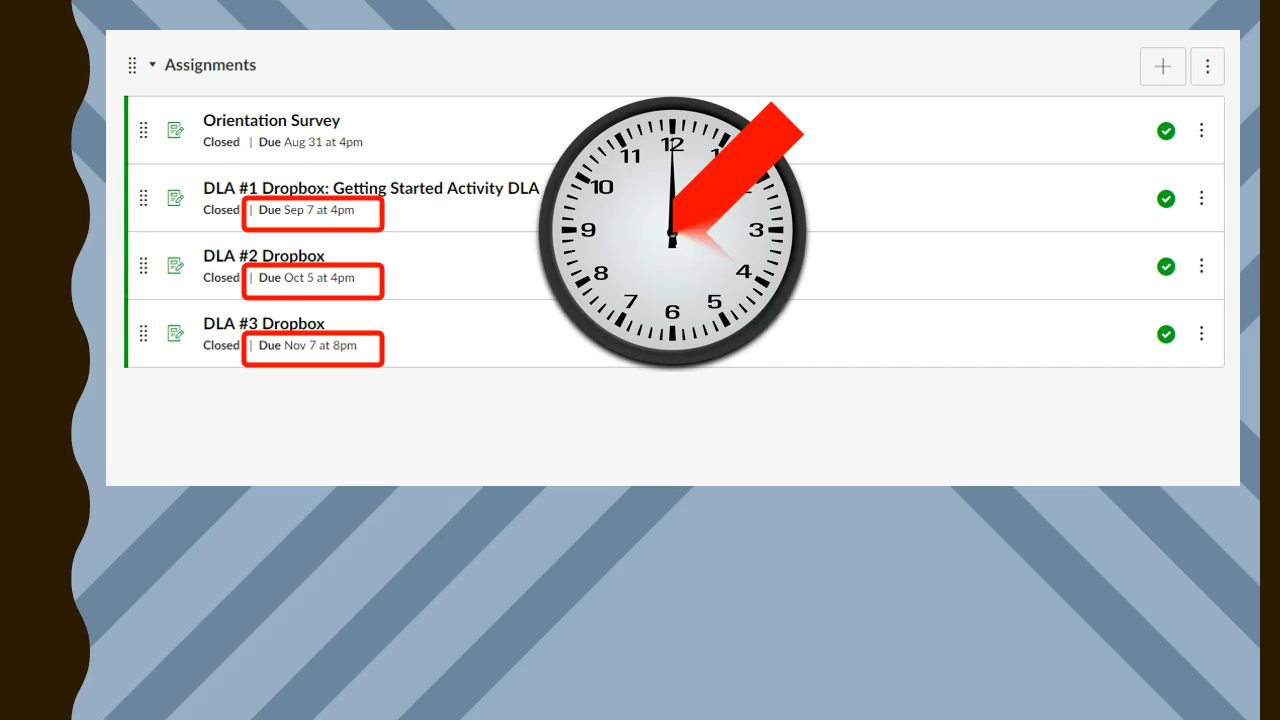 Assignments
Orientation Survey
Closed | Due Aug 31 at 4pm
DLA #1 Dropbox: Getting Started Activity DLA
Closed | Due Sep 7 at 4pm
DLA #2 Dropbox
Closed | Due Oct 5 at 4pm
DLA #3 Dropbox
Closed | Due Nov 7 at 8pm
12
11
10
9
3
8
4
7
5
6